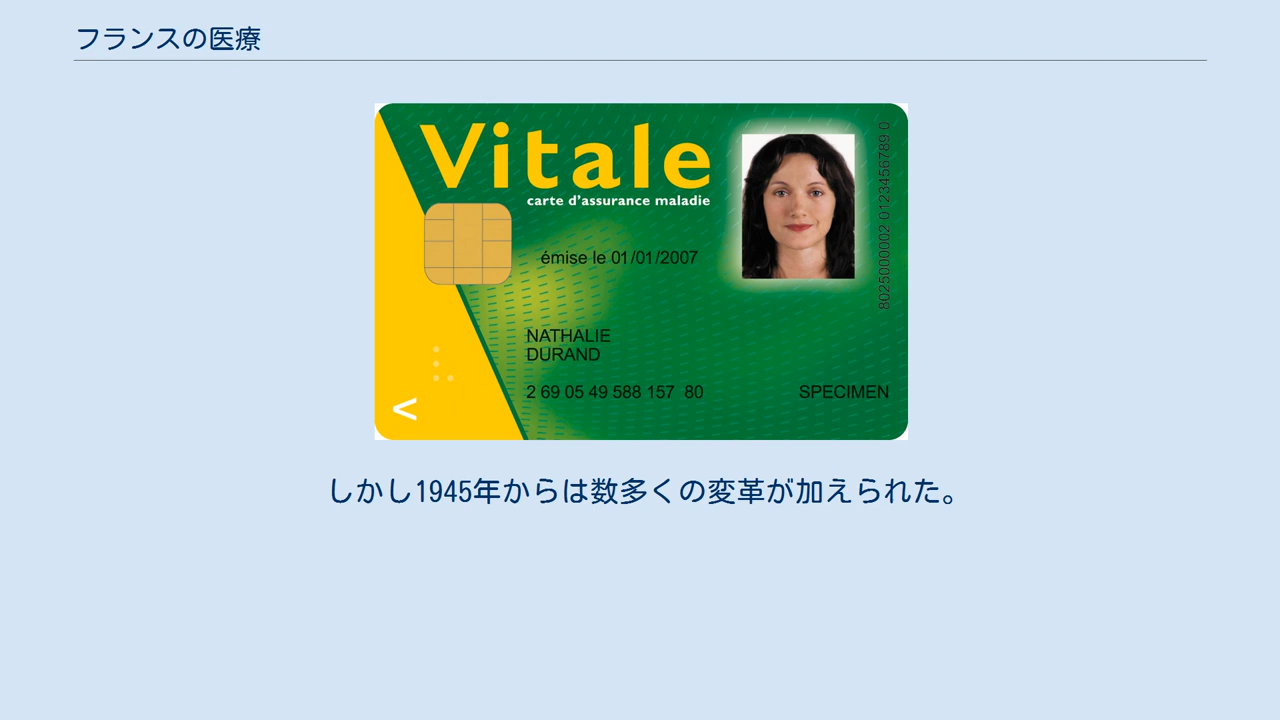 フランスの医療
Vitale
carte d'assurance maladie
émise le 01/01/2007
8025000002 0123456789 0
NATHALIE
DURAND
2 69 05 49 588 157 80
SPECIMEN
<
しかし1945年からは数多くの変革が加えられた。